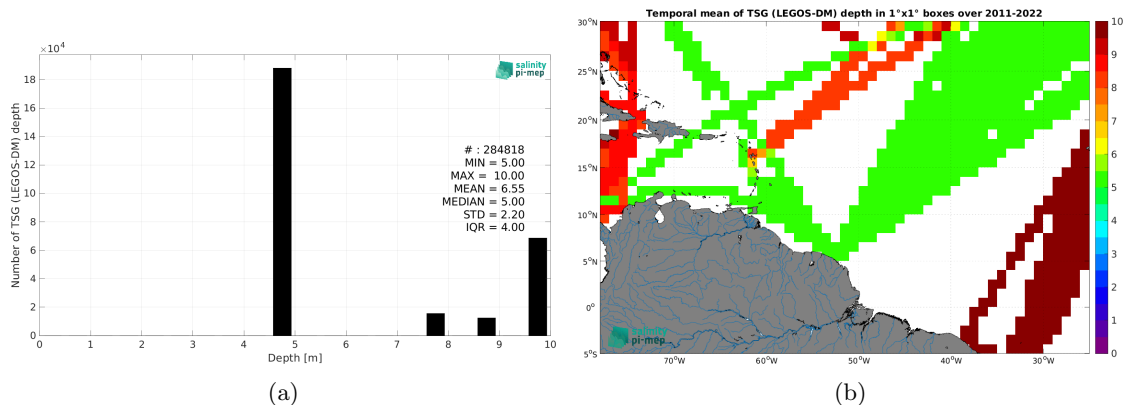 ×10⁴
18
16
14
12
10
8
6
4
2
0
Number of TSG (LEGOS-DM) depth
salinity
pi-mep
# : 284818
MIN = 5.00
MAX = 10.00
MEAN = 6.55
MEDIAN = 5.00
STD = 2.20
IQR = 4.00
0 1 2 3 4 5 6 7 8 9 10
Depth [m]
(a)
Temporal mean of TSG (LEGOS-DM) depth in 1°x1° boxes over 2011-2022
30°N
25°N
20°N
15°N
10°N
5°N
0°
5°S
70°W 60°W 50°W 40°W 30°W
salinity
pi-mep
10
9
8
7
6
5
4
3
2
1
0
(b)